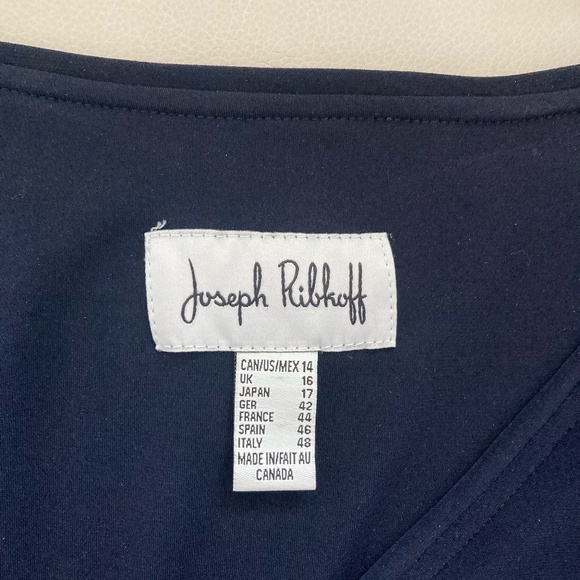 Joseph Ribkoff
CAN/US/MEX 14
UK 16
JAPAN 17
GER 42
FRANCE 44
SPAIN 46
ITALY 48
MADE IN/FAIT AU
CANADA